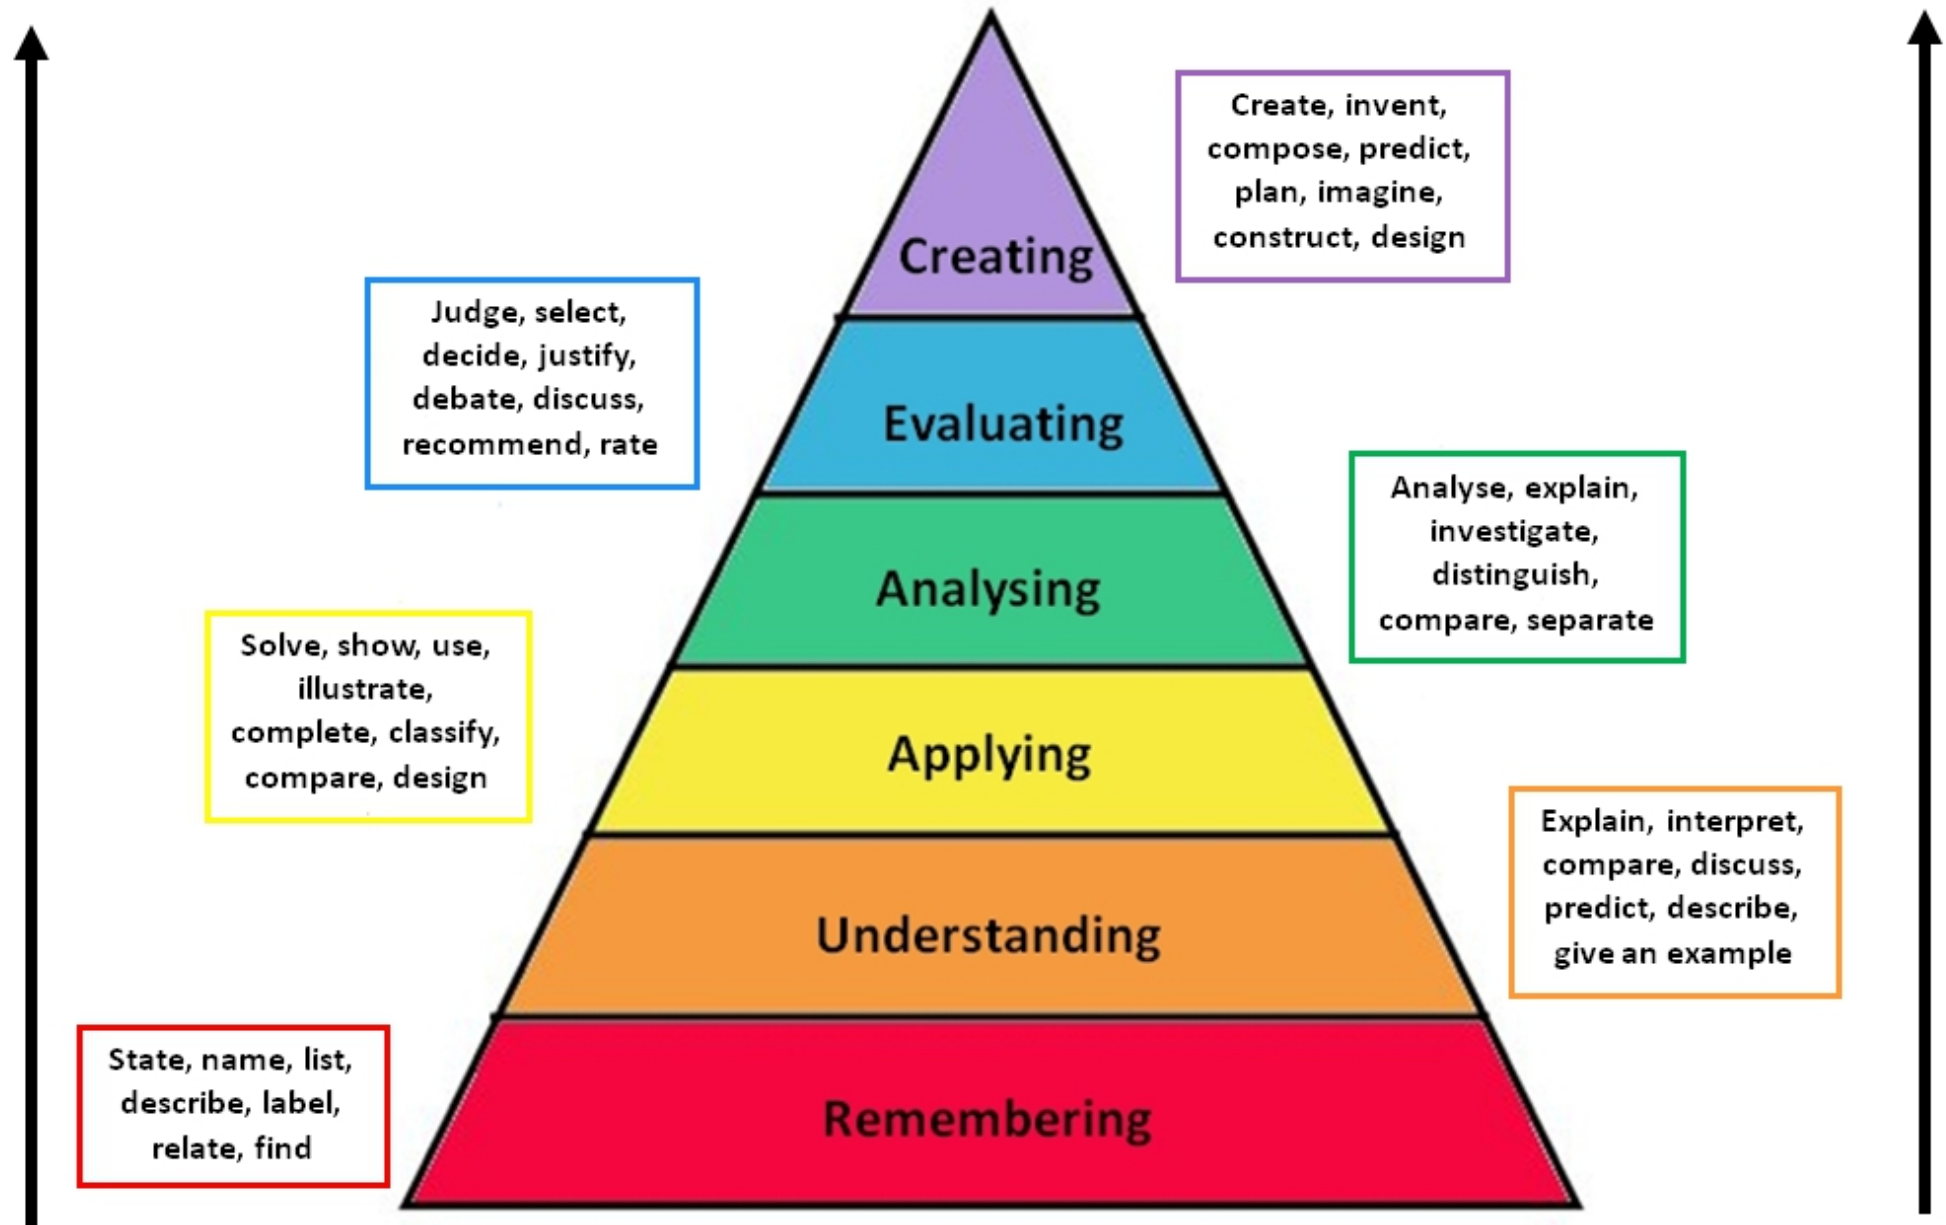 Create, invent,
compose, predict,
plan, imagine,
construct, design
Creating
Judge, select,
decide, justify,
debate, discuss,
recommend, rate
Evaluating
Analyse, explain,
investigate,
distinguish,
compare, separate
Analysing
Solve, show, use,
illustrate,
complete, classify,
compare, design
Applying
Explain, interpret,
compare, discuss,
predict, describe,
give an example
Understanding
State, name, list,
describe, label,
relate, find
Remembering